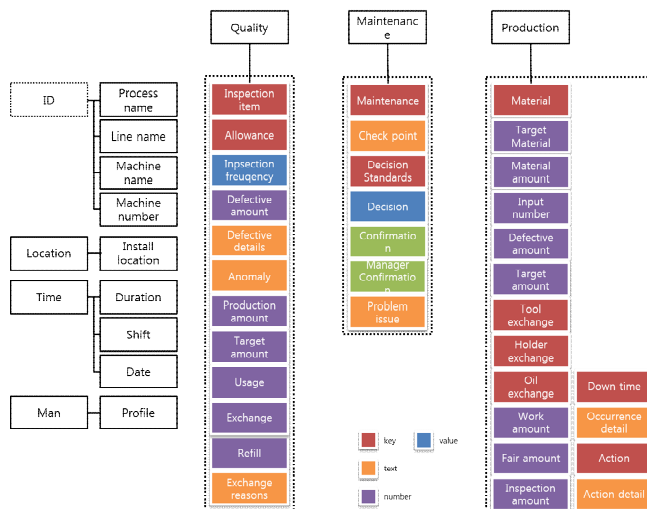 Quality
Maintenanc
e
Production
ID
Process
name
Line name
Machine
name
Machine
number
Location
Install
location
Time
Duration
Shift
Date
Man
Profile
Inspection
item
Allowance
Inpsection
freuqency
Defective
amount
Defective
details
Anomaly
Production
amount
Target
amount
Usage
Exchange
Refill
Exchange
reasons
Maintenance
Check point
Decision
Standards
Decision
Confirmatio
n
Manager
Confirmatio
n
Problem
issue
Material
Target
Material
Material
amount
Input
number
Defective
amount
Target
amount
Tool
exchange
Holder
exchange
Oil
exchange
Down time
Work
amount
Occurrence
detail
Fair amount
Action
Inspection
amount
Action detail
key
value
text
number